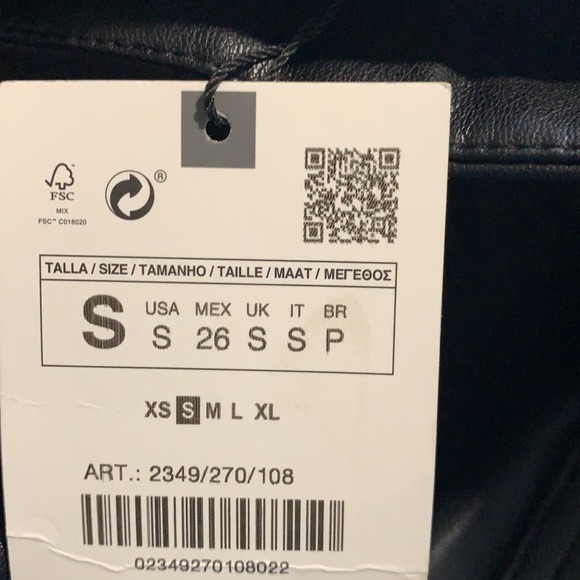 ®
FSC
MIX
FSC™ C018020
TALLA / SIZE / TAMANHO / TAILLE / MAAT / ΜΕΓΕΘΟΣ
S USA MEX UK IT BR
S 26 S S P
XS S M L XL
ART.: 2349/270/108
02349270108022